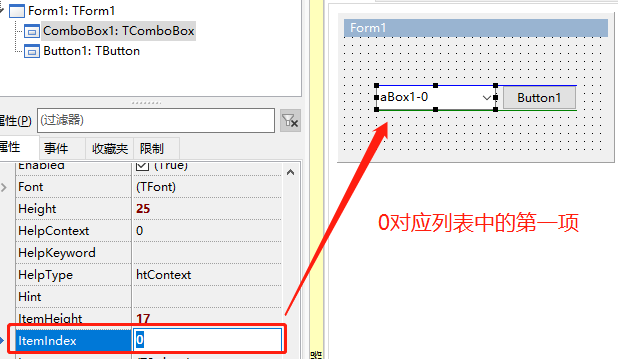 Form1: TForm1
ComboBox1: TComboBox
Button1: TButton
属性(P) (过滤器)
属性 事件 收藏夹 限制
Enabled (True)
Font (TFont)
Height 25
HelpContext 0
HelpKeyword
HelpType htContext
Hint
ItemHeight 17
ItemIndex 0
Form1
aBox1-0
Button1
0对应列表中的第一项